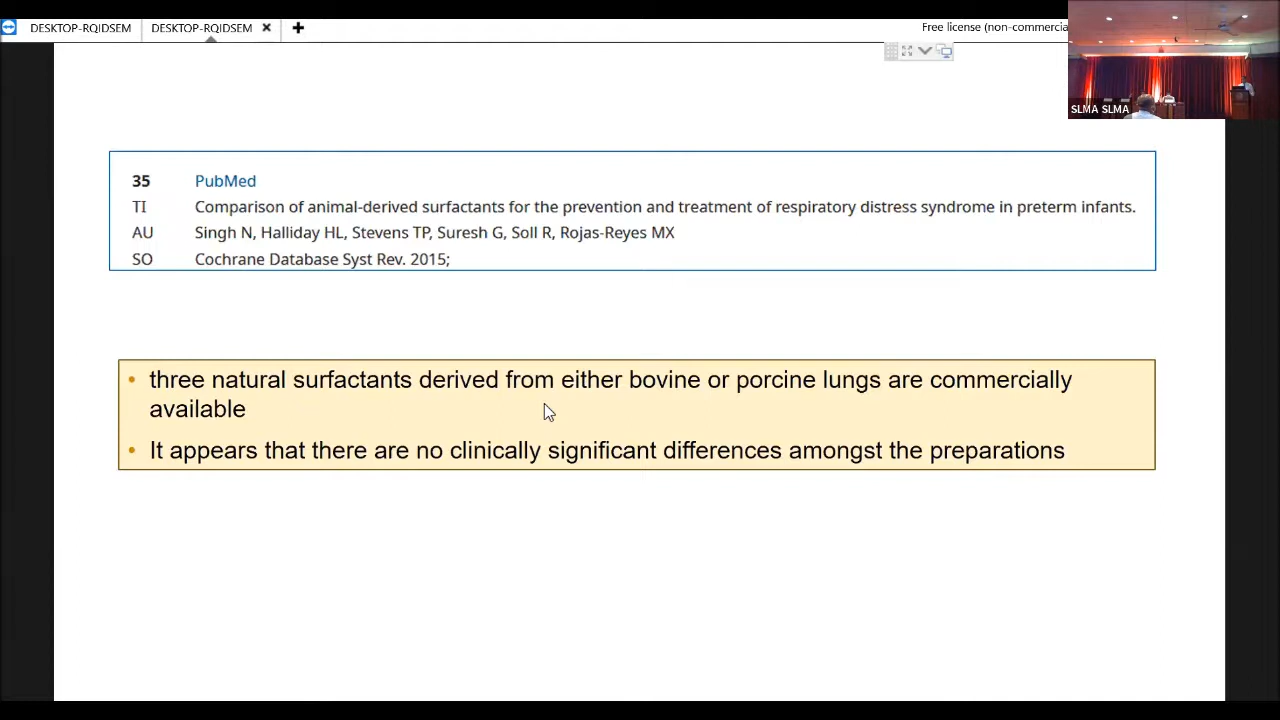 DESKTOP-RQIDSEM
DESKTOP-RQIDSEM
Free license (non-commercia
SLMA SLMA
35 PubMed
TI Comparison of animal-derived surfactants for the prevention and treatment of respiratory distress syndrome in preterm infants.
AU Singh N, Halliday HL, Stevens TP, Suresh G, Soll R, Rojas-Reyes MX
SO Cochrane Database Syst Rev. 2015;
• three natural surfactants derived from either bovine or porcine lungs are commercially
available
• It appears that there are no clinically significant differences amongst the preparations